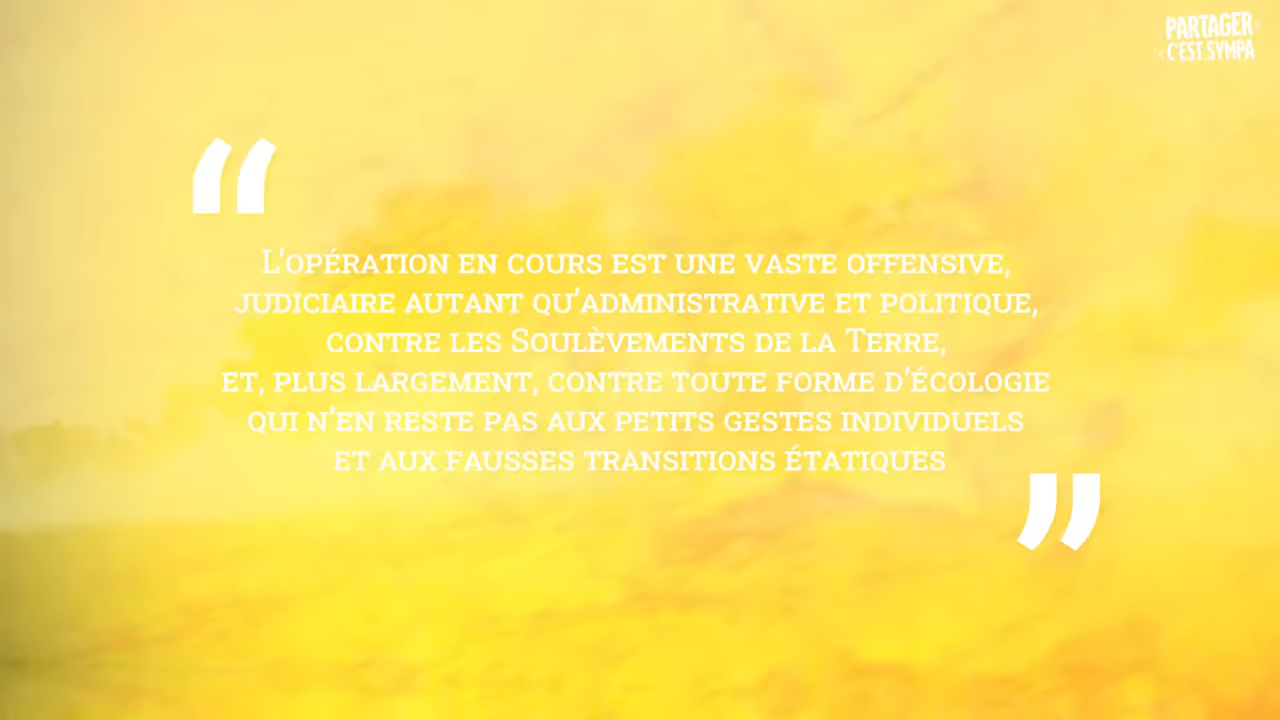 PARTAGER
C'EST SYMPA
“
L'opération en cours est une vaste offensive,
judiciaire autant qu’administrative et politique,
contre les Soulèvements de la Terre,
et, plus largement, contre toute forme d’écologie
qui n’en reste pas aux petits gestes individuels
et aux fausses transitions étatiques
”